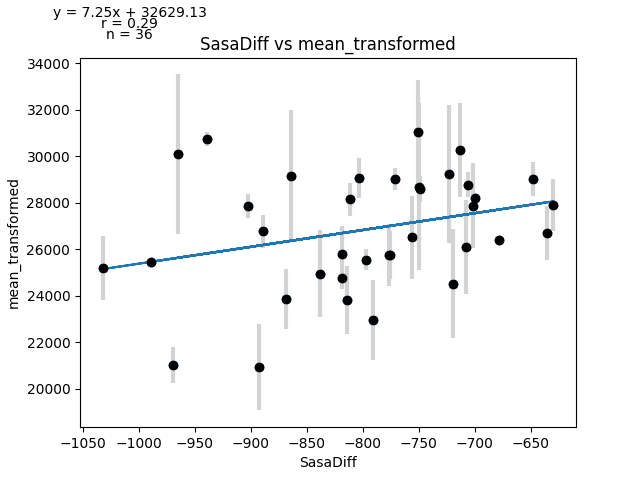 y = 7.25x + 32629.13
r = 0.29
n = 36
SasaDiff vs mean_transformed
34000
32000
30000
28000
26000
24000
22000
20000
mean_transformed
−1050 −1000 −950 −900 −850 −800 −750 −700 −650
SasaDiff